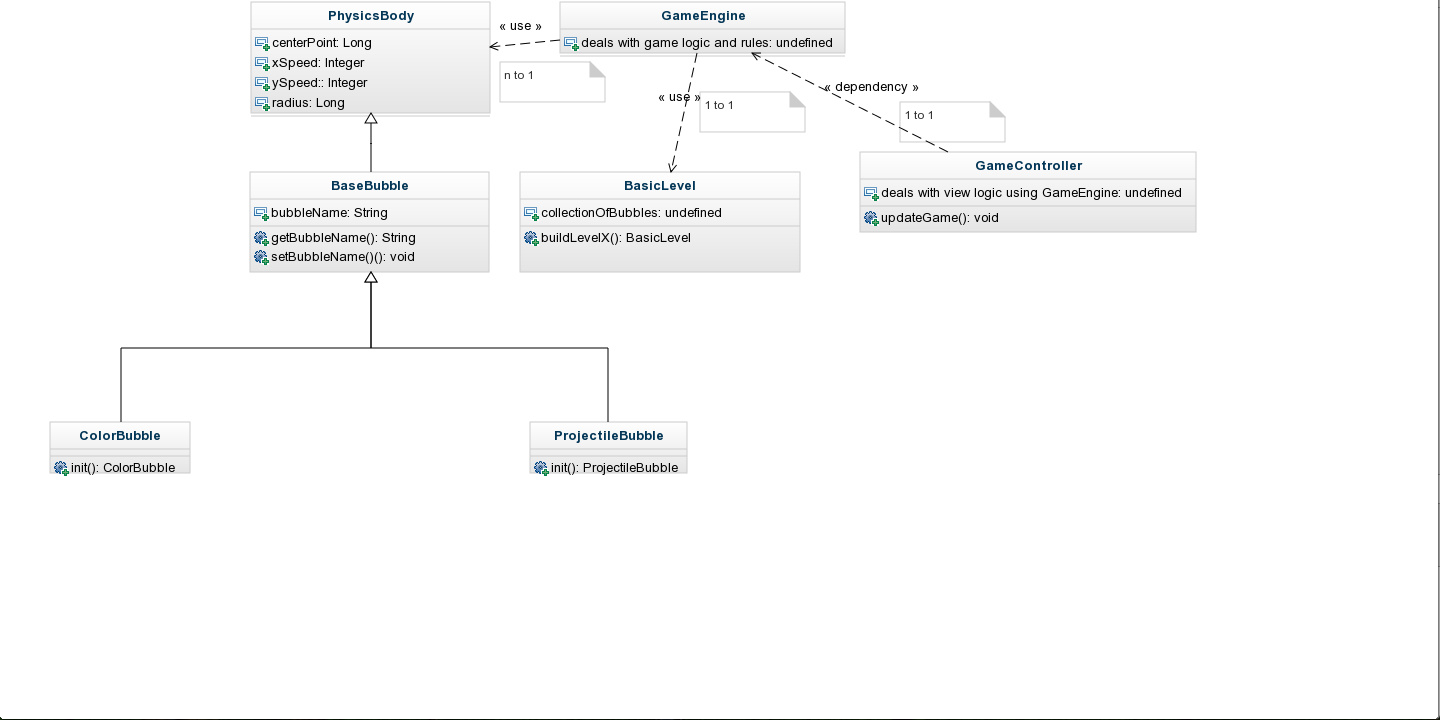 PhysicsBody
centerPoint: Long
xSpeed: Integer
ySpeed:: Integer
radius: Long
« use »
n to 1
GameEngine
deals with game logic and rules: undefined
« use »
1 to 1
« dependency »
1 to 1
BaseBubble
bubbleName: String
getBubbleName(): String
setBubbleName()(): void
BasicLevel
collectionOfBubbles: undefined
buildLevelX(): BasicLevel
GameController
deals with view logic using GameEngine: undefined
updateGame(): void
ColorBubble
init(): ColorBubble
ProjectileBubble
init(): ProjectileBubble